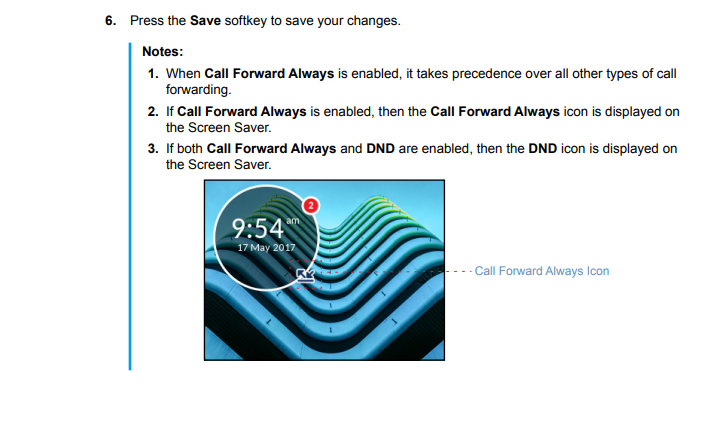 6. Press the Save softkey to save your changes.
Notes:
1. When Call Forward Always is enabled, it takes precedence over all other types of call
forwarding.
2. If Call Forward Always is enabled, then the Call Forward Always icon is displayed on
the Screen Saver.
3. If both Call Forward Always and DND are enabled, then the DND icon is displayed on
the Screen Saver.
2
9:54 am
17 May 2017
Call Forward Always Icon